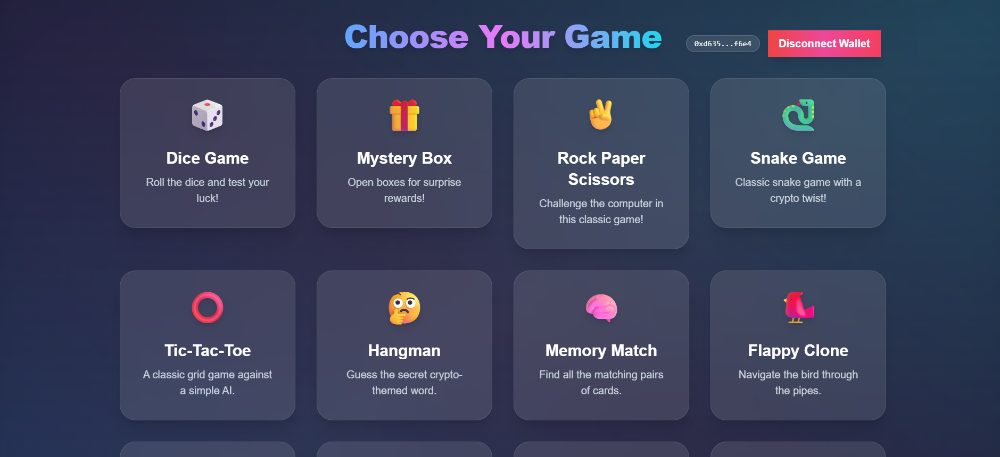 Choose Your Game
0xd635...f6e4
Disconnect Wallet
Dice Game
Roll the dice and test your
luck!
Mystery Box
Open boxes for surprise
rewards!
Rock Paper
Scissors
Challenge the computer in
this classic game!
Snake Game
Classic snake game with a
crypto twist!
Tic-Tac-Toe
A classic grid game against
a simple AI.
Hangman
Guess the secret crypto-
themed word.
Memory Match
Find all the matching pairs
of cards.
Flappy Clone
Navigate the bird through
the pipes.